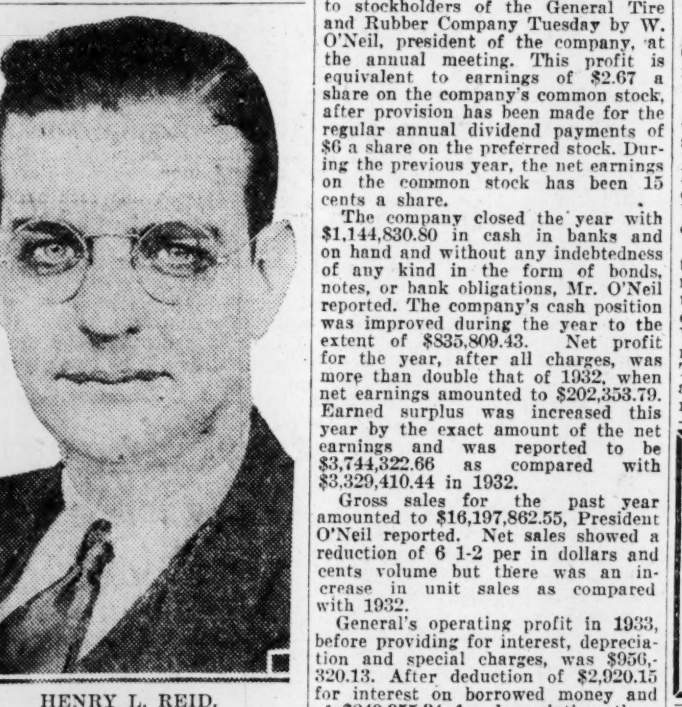 to stockholders of the General Tire
and Rubber Company Tuesday by W.
O'Neil, president of the company, at
the annual meeting. This profit is
equivalent to earnings of $2.67 a
share on the company's common stock,
after provision has been made for the
regular annual dividend payments of
$6 a share on the preferred stock. Dur-
ing the previous year, the net earnings
on the common stock has been 15
cents a share.
The company closed the year with
$1,144,830.80 in cash in banks and
on hand and without any indebtedness
of any kind in the form of bonds,
notes, or bank obligations, Mr. O'Neil
reported. The company's cash position
was improved during the year to the
extent of $835,809.43. Net profit
for the year, after all charges, was
more than double that of 1932, when
net earnings amounted to $202,353.79.
Earned surplus was increased this
year by the exact amount of the net
earnings and was reported to be
$3,744,322.66 as compared with
$3,329,410.44 in 1932.
Gross sales for the past year
amounted to $16,197,862.55, President
O'Neil reported. Net sales showed a
reduction of 6 1-2 per in dollars and
cents volume but there was an in-
crease in unit sales as compared
with 1932.
General's operating profit in 1933,
before providing for interest, deprecia-
tion and special charges, was $956,-
320.13. After deduction of $2,920.15
for interest on borrowed money and
HENRY L. REID.